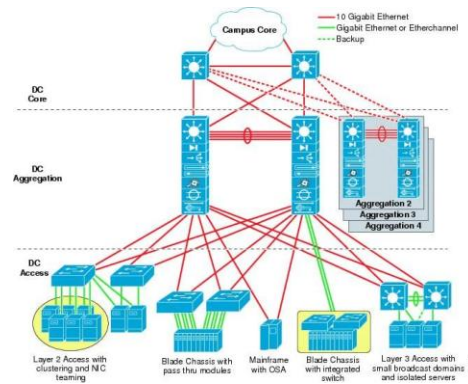 Campus Core
10 Gigabit Ethernet
Gigabit Ethernet or Etherchannel
Backup
DC
Core
DC
Aggregation
Aggregation 2
Aggregation 3
Aggregation 4
DC
Access
Layer 2 Access with
clustering and NIC
teaming
Blade Chassis with
pass thru modules
Mainframe
with OSA
Blade Chassis
with integrated
switch
Layer 3 Access with
small broadcast domains
and isolated servers